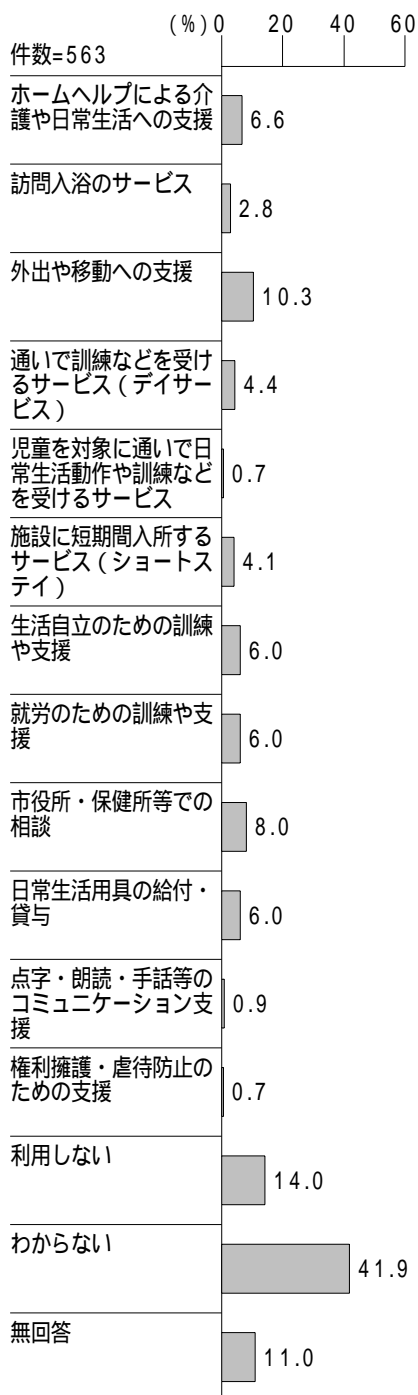 (%) 0 20 40 60
件数=563
ホームヘルプによる介
護や日常生活への支援
6.6
訪問入浴のサービス
2.8
外出や移動への支援
10.3
通いで訓練などを受け
るサービス(デイサー
ビス)
4.4
児童を対象に通いで日
常生活動作や訓練など
を受けるサービス
0.7
施設に短期間入所する
サービス(ショートス
テイ)
4.1
生活自立のための訓練
や支援
6.0
就労のための訓練や支
援
6.0
市役所・保健所等での
相談
8.0
日常生活用具の給付・
貸与
6.0
点字・朗読・手話等の
コミュニケーション支
援
0.9
権利擁護・虐待防止の
ための支援
0.7
利用しない
14.0
わからない
41.9
無回答
11.0